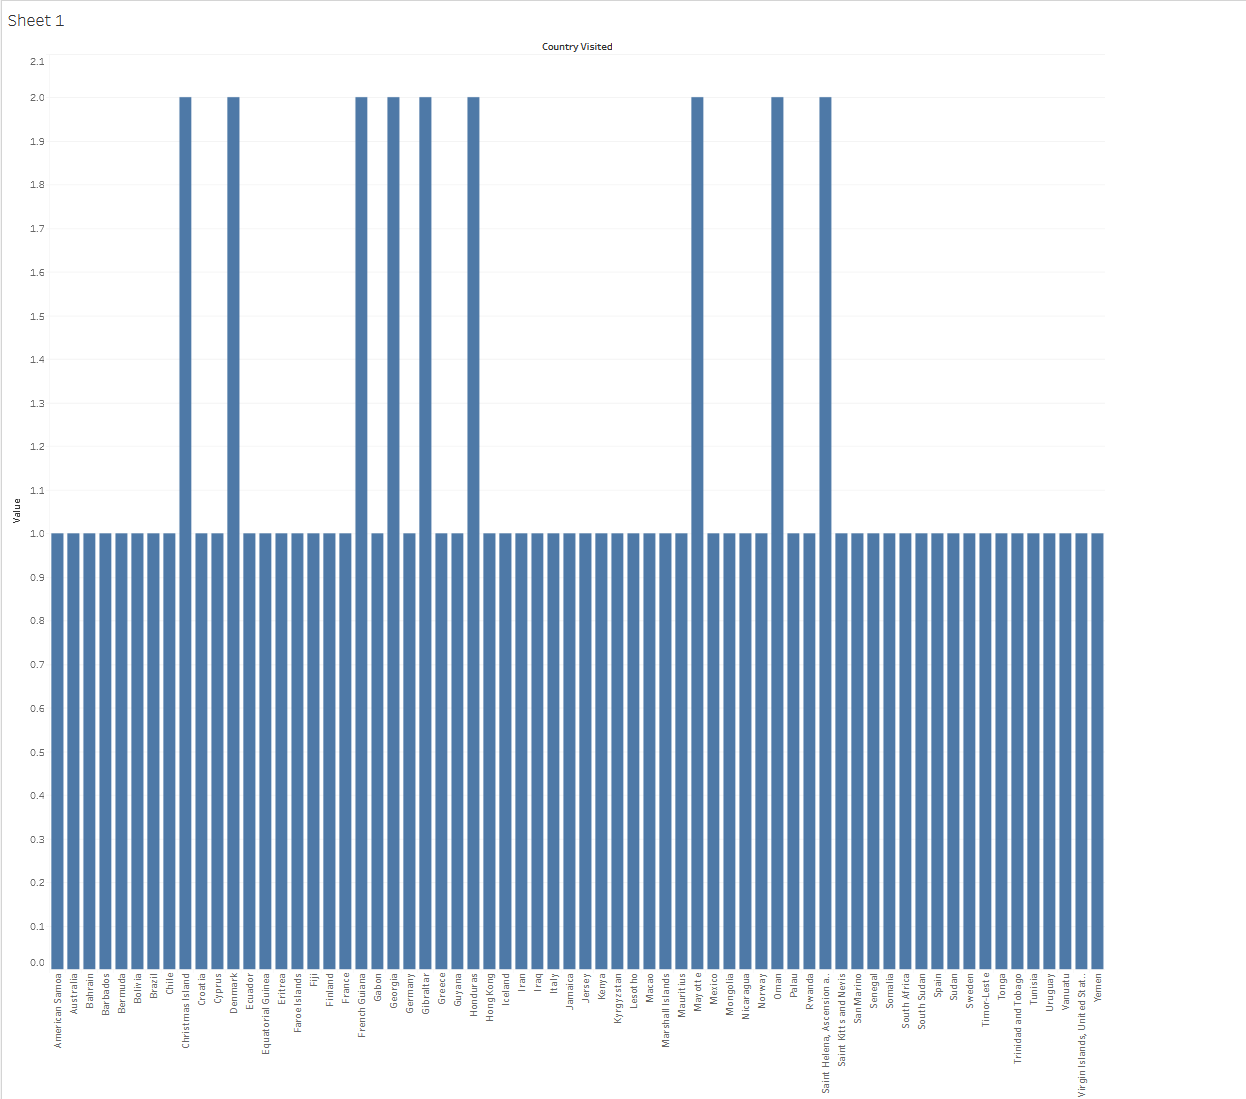 Sheet 1
Country Visited
2.1
2.0
1.9
1.8
1.7
1.6
1.5
1.4
1.3
1.2
1.1
1.0
0.9
0.8
0.7
0.6
0.5
0.4
0.3
0.2
0.1
0.0
Value
American Samoa
Australia
Bahrain
Barbados
Bermuda
Bolivia
Brazil
Chile
Christmas Island
Croatia
Cyprus
Denmark
Ecuador
Equatorial Guinea
Eritrea
Faroe Islands
Fiji
Finland
France
French Guiana
Gabon
Georgia
Germany
Gibraltar
Greece
Guyana
Honduras
Hong Kong
Iceland
Iran
Iraq
Italy
Jamaica
Jersey
Kenya
Kyrgyzstan
Lesotho
Macao
Marshall Islands
Mauritius
Mayotte
Mexico
Mongolia
Nicaragua
Norway
Oman
Palau
Rwanda
Saint Helena, Ascension a..
Saint Kitts and Nevis
San Marino
Senegal
Somalia
South Africa
South Sudan
Spain
Sudan
Sweden
Timor-Leste
Tonga
Trinidad and Tobago
Tunisia
Uruguay
Vanuatu
Virgin Islands, United Stat..
Yemen